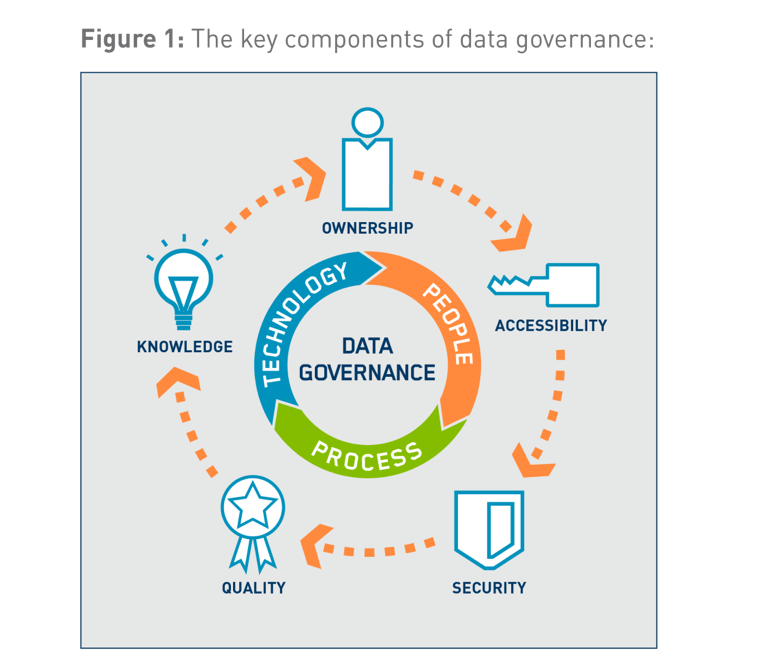 Figure 1: The key components of data governance:
OWNERSHIP
ACCESSIBILITY
SECURITY
QUALITY
KNOWLEDGE
TECHNOLOGY
PEOPLE
PROCESS
DATA
GOVERNANCE